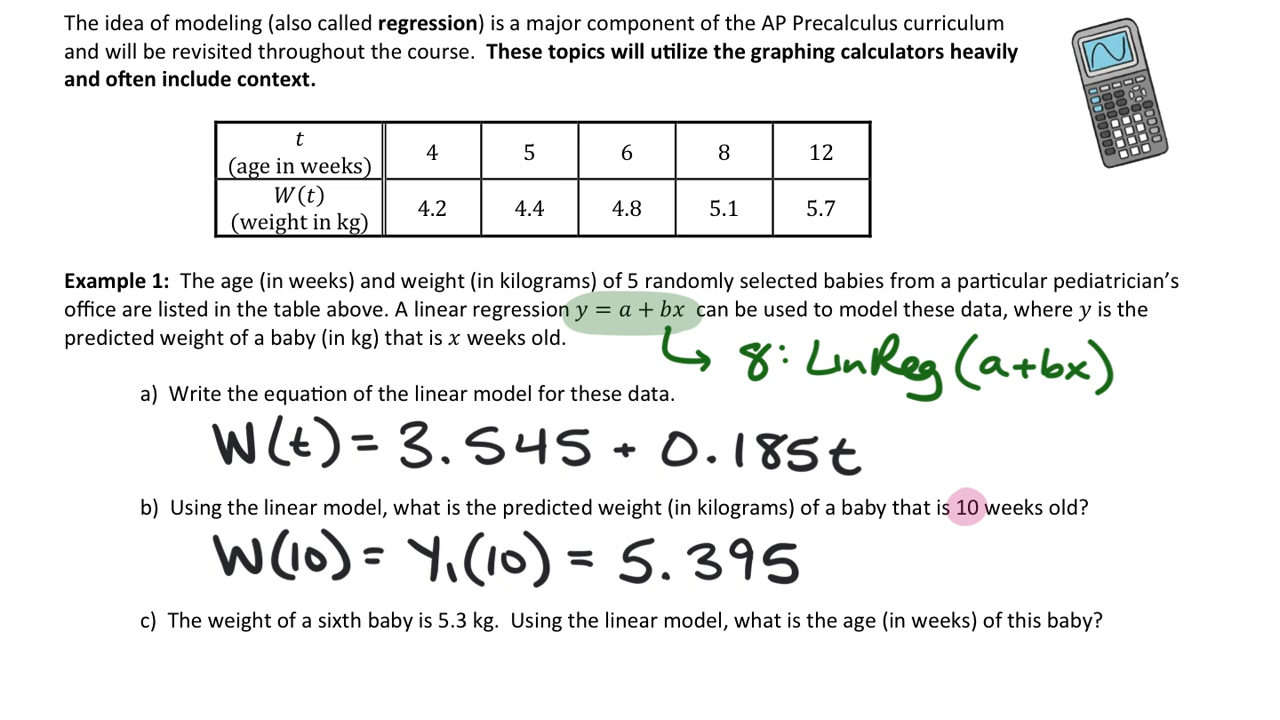 The idea of modeling (also called regression) is a major component of the AP Precalculus curriculum
and will be revisited throughout the course.  These topics will utilize the graphing calculators heavily
and often include context.
t
(age in weeks)
4
5
6
8
12
W(t)
(weight in kg)
4.2
4.4
4.8
5.1
5.7
Example 1:  The age (in weeks) and weight (in kilograms) of 5 randomly selected babies from a particular pediatrician's
office are listed in the table above. A linear regression y = a + bx can be used to model these data, where y is the
predicted weight of a baby (in kg) that is x weeks old.
8: LinReg (a+bx)
a)  Write the equation of the linear model for these data.
W(t) = 3.545 + 0.185t
b)  Using the linear model, what is the predicted weight (in kilograms) of a baby that is 10 weeks old?
W(10) = Y₁(10) = 5.395
c)  The weight of a sixth baby is 5.3 kg.  Using the linear model, what is the age (in weeks) of this baby?